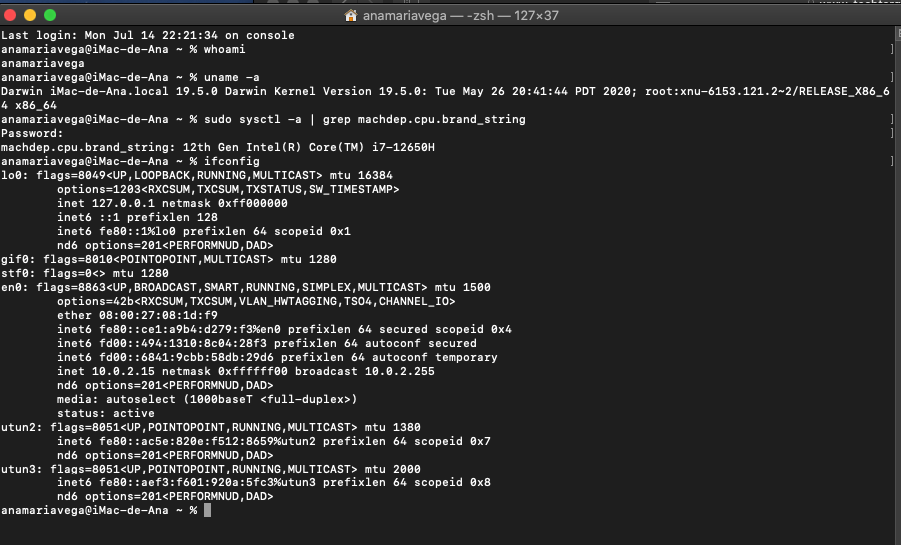 anamariavega — -zsh — 127×37
Last login: Mon Jul 14 22:21:34 on console
anamariavega@iMac-de-Ana ~ % whoami
anamariavega
anamariavega@iMac-de-Ana ~ % uname -a
Darwin iMac-de-Ana.local 19.5.0 Darwin Kernel Version 19.5.0: Tue May 26 20:41:44 PDT 2020; root:xnu-6153.121.2~2/RELEASE_X86_6
4 x86_64
anamariavega@iMac-de-Ana ~ % sudo sysctl -a | grep machdep.cpu.brand_string
Password:
machdep.cpu.brand_string: 12th Gen Intel(R) Core(TM) i7-12650H
anamariavega@iMac-de-Ana ~ % ifconfig
lo0: flags=8049<UP,LOOPBACK,RUNNING,MULTICAST> mtu 16384
options=1203<RXCSUM,TXCSUM,TXSTATUS,SW_TIMESTAMP>
inet 127.0.0.1 netmask 0xff000000
inet6 ::1 prefixlen 128
inet6 fe80::1%lo0 prefixlen 64 scopeid 0x1
nd6 options=201<PERFORMNUD,DAD>
gif0: flags=8010<POINTOPOINT,MULTICAST> mtu 1280
stf0: flags=0<> mtu 1280
en0: flags=8863<UP,BROADCAST,SMART,RUNNING,SIMPLEX,MULTICAST> mtu 1500
options=42b<RXCSUM,TXCSUM,VLAN_HWTAGGING,TSO4,CHANNEL_IO>
ether 08:00:27:08:1d:f9
inet6 fe80::ce1:a9b4:d279:f3%en0 prefixlen 64 secured scopeid 0x4
inet6 fd00::494:1310:8c04:28f3 prefixlen 64 autoconf secured
inet6 fd00::6841:9cbb:58db:29d6 prefixlen 64 autoconf temporary
inet 10.0.2.15 netmask 0xffffff00 broadcast 10.0.2.255
nd6 options=201<PERFORMNUD,DAD>
media: autoselect (1000baseT <full-duplex>)
status: active
utun2: flags=8051<UP,POINTOPOINT,RUNNING,MULTICAST> mtu 1380
inet6 fe80::ac5e:820e:f512:8659%utun2 prefixlen 64 scopeid 0x7
nd6 options=201<PERFORMNUD,DAD>
utun3: flags=8051<UP,POINTOPOINT,RUNNING,MULTICAST> mtu 2000
inet6 fe80::aef3:f601:920a:5fc3%utun3 prefixlen 64 scopeid 0x8
nd6 options=201<PERFORMNUD,DAD>
anamariavega@iMac-de-Ana ~ %